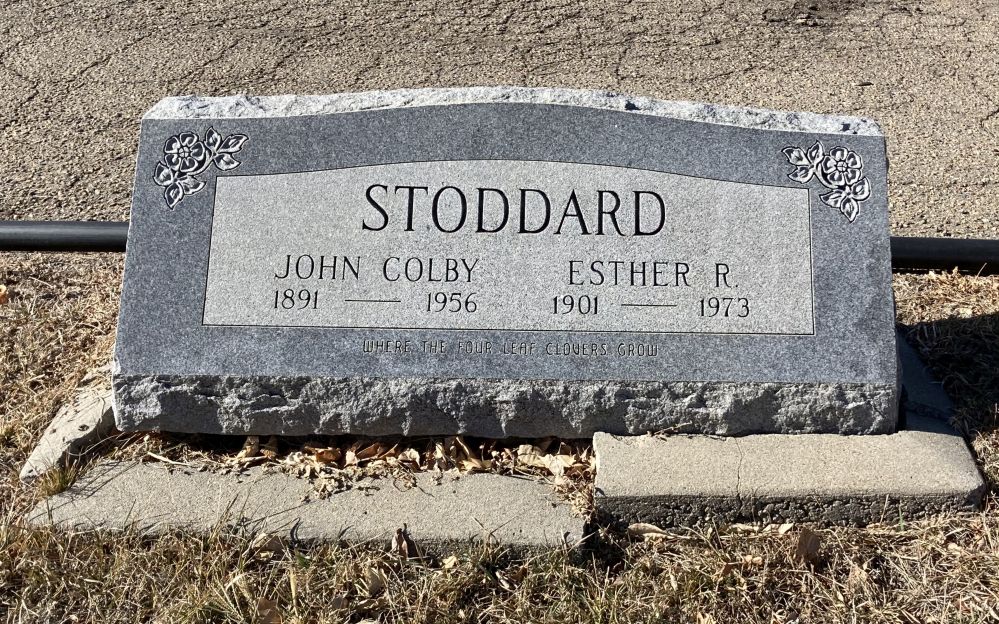 STODDARD
JOHN COLBY ESTHER R.
1891 — 1956 1901 — 1973
WHERE THE FOUR LEAF CLOVERS GROW